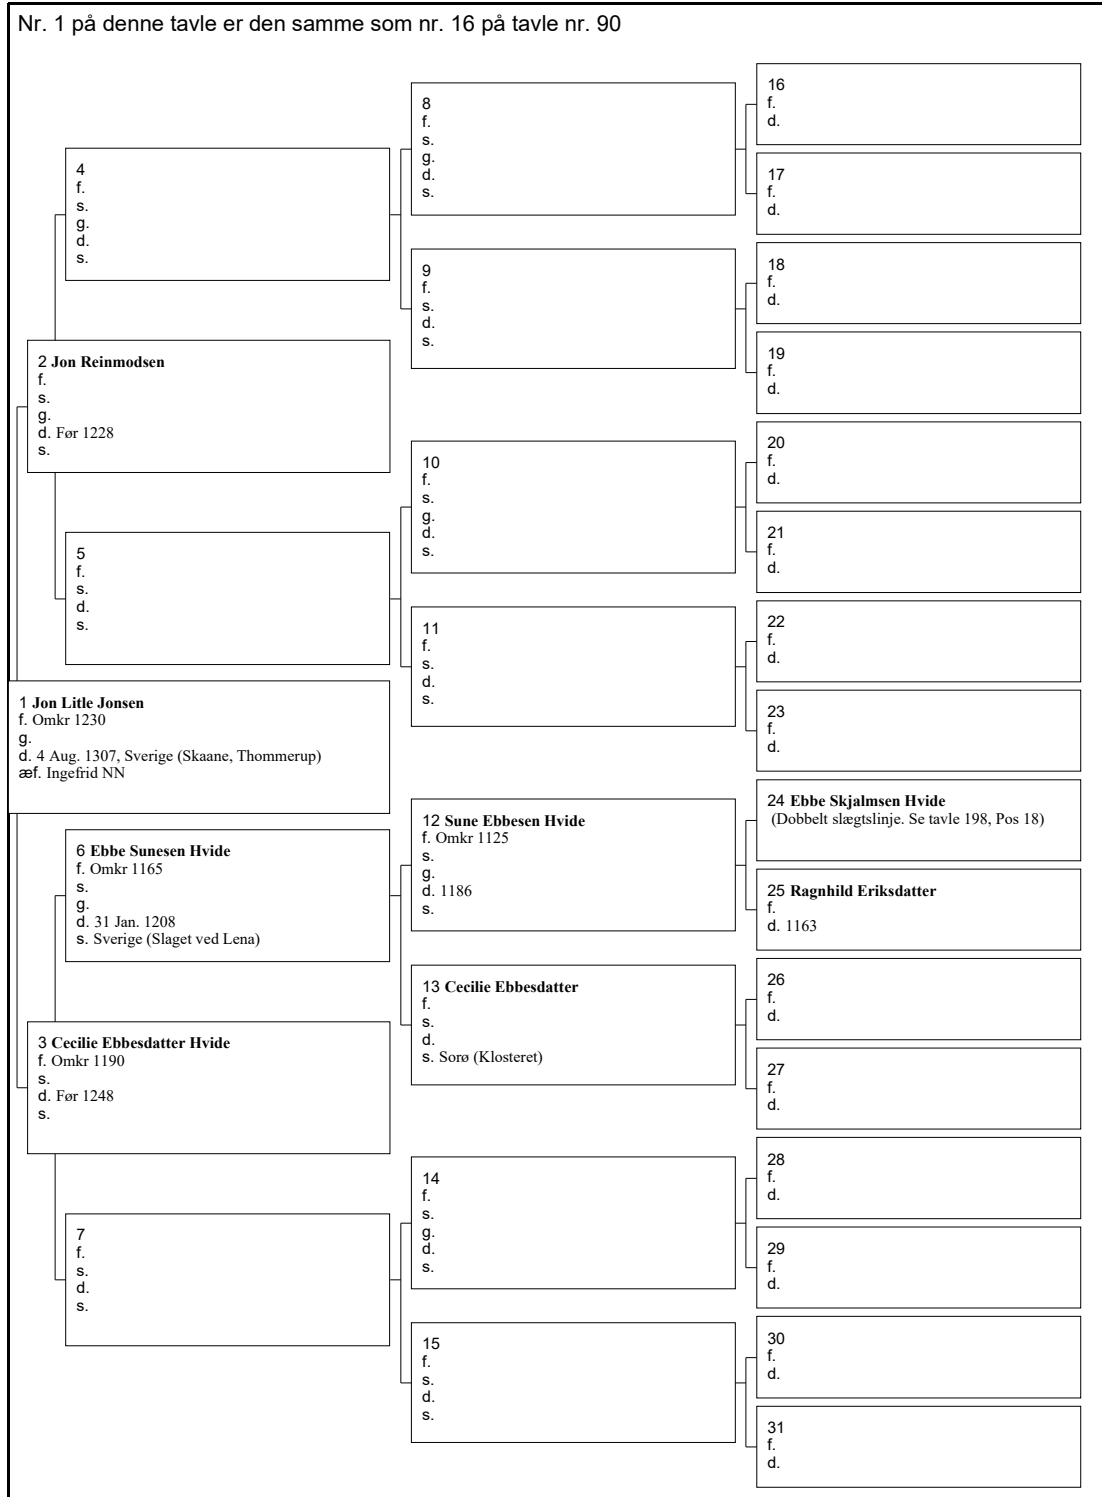 Nr. 1 på denne tavle er den samme som nr. 16 på tavle nr. 90
16
f.
d.
8
f.
s.
g.
d.
s.
17
f.
d.
4
f.
s.
g.
d.
s.
18
f.
d.
9
f.
s.
d.
s.
19
f.
d.
2 Jon Reinmodsen
f.
s.
g.
d. Før 1228
s.
20
f.
d.
10
f.
s.
g.
d.
s.
21
f.
d.
5
f.
s.
d.
s.
22
f.
d.
11
f.
s.
d.
s.
23
f.
d.
1 Jon Litle Jonsen
f. Omkr 1230
g.
d. 4 Aug. 1307, Sverige (Skaane, Thommerup)
æf. Ingefrid NN
24 Ebbe Skjalmsen Hvide
(Dobbelt slægtslinje. Se tavle 198, Pos 18)
12 Sune Ebbesen Hvide
f. Omkr 1125
s.
g.
d. 1186
s.
6 Ebbe Sunesen Hvide
f. Omkr 1165
s.
g.
d. 31 Jan. 1208
s. Sverige (Slaget ved Lena)
25 Ragnhild Eriksdatter
f.
d. 1163
13 Cecilie Ebbesdatter
f.
s.
d.
s. Sorø (Klosteret)
26
f.
d.
3 Cecilie Ebbesdatter Hvide
f. Omkr 1190
s.
d. Før 1248
s.
27
f.
d.
28
f.
d.
14
f.
s.
g.
d.
s.
7
f.
s.
d.
s.
29
f.
d.
15
f.
s.
d.
s.
30
f.
d.
31
f.
d.